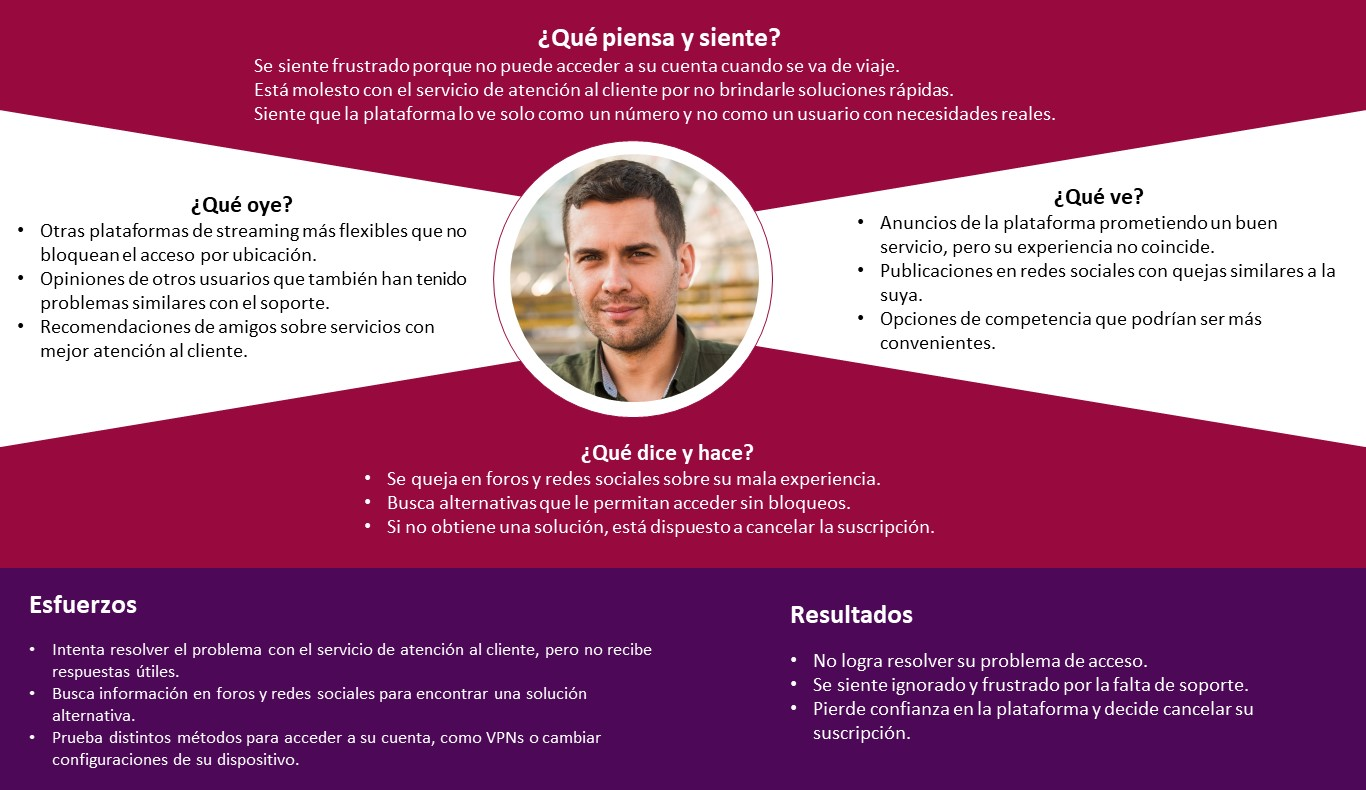 ¿Qué piensa y siente?
Se siente frustrado porque no puede acceder a su cuenta cuando se va de viaje.
Está molesto con el servicio de atención al cliente por no brindarle soluciones rápidas.
Siente que la plataforma lo ve solo como un número y no como un usuario con necesidades reales.
¿Qué oye?
• Otras plataformas de streaming más flexibles que no
bloquean el acceso por ubicación.
• Opiniones de otros usuarios que también han tenido
problemas similares con el soporte.
• Recomendaciones de amigos sobre servicios con
mejor atención al cliente.
¿Qué ve?
• Anuncios de la plataforma prometiendo un buen
servicio, pero su experiencia no coincide.
• Publicaciones en redes sociales con quejas similares a la
suya.
• Opciones de competencia que podrían ser más
convenientes.
¿Qué dice y hace?
• Se queja en foros y redes sociales sobre su mala experiencia.
• Busca alternativas que le permitan acceder sin bloqueos.
• Si no obtiene una solución, está dispuesto a cancelar la suscripción.
Esfuerzos
• Intenta resolver el problema con el servicio de atención al cliente, pero no recibe
respuestas útiles.
• Busca información en foros y redes sociales para encontrar una solución
alternativa.
• Prueba distintos métodos para acceder a su cuenta, como VPNs o cambiar
configuraciones de su dispositivo.
Resultados
• No logra resolver su problema de acceso.
• Se siente ignorado y frustrado por la falta de soporte.
• Pierde confianza en la plataforma y decide cancelar su
suscripción.